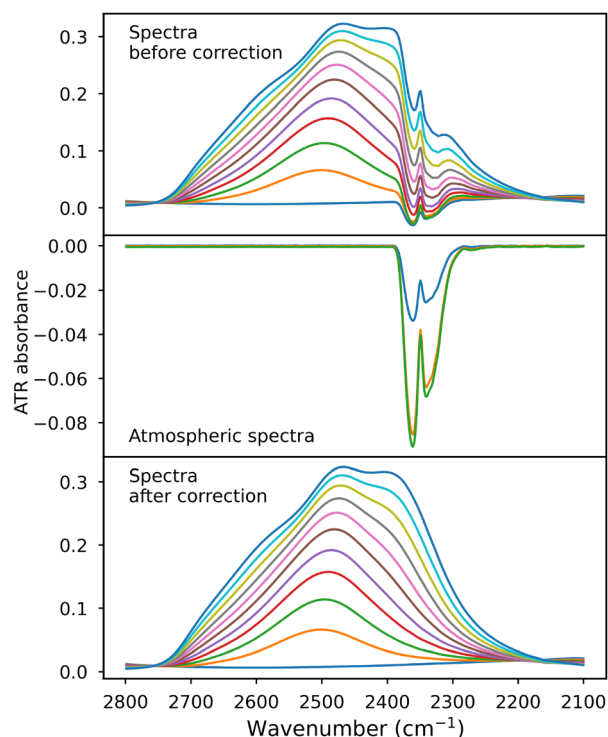 Spectra
before correction
0.3
0.2
0.1
0.0
0.00
−0.02
−0.04
−0.06
−0.08
ATR absorbance
Atmospheric spectra
Spectra
after correction
0.3
0.2
0.1
0.0
2800 2700 2600 2500 2400 2300 2200 2100
Wavenumber (cm⁻¹)